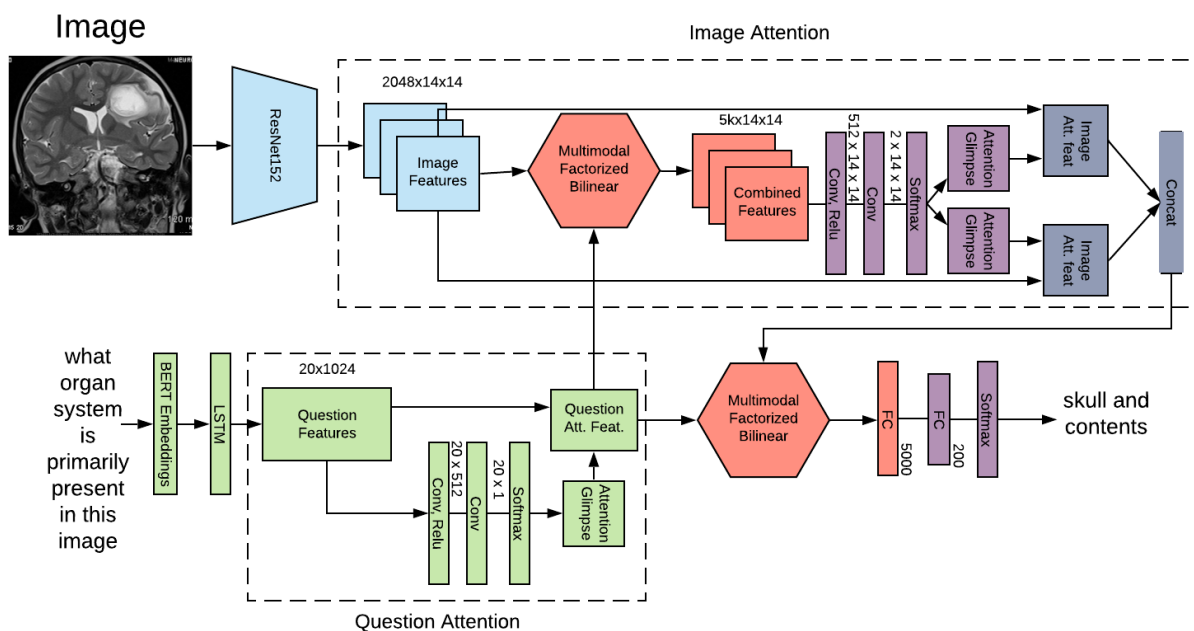 Image
Image Attention
MUNEUR
120 m
ResNet152
2048x14x14
Image
Features
Multimodal
Factorized
Bilinear
5kx14x14
Combined
Features
Conv, Relu
512 x 14 x 14
Conv
2 x 14 x 14
Softmax
Attention
Glimpse
Attention
Glimpse
Image
Att. feat
Image
Att. feat
Concat
what
organ
system
is
primarily
present
in this
image
BERT Embeddings
LSTM
20x1024
Question
Features
Conv, Relu
20 x 512
Conv
20 x 1
Softmax
Attention
Glimpse
Question
Att. Feat.
Question Attention
Multimodal
Factorized
Bilinear
FC
5000
FC
200
Softmax
skull and
contents